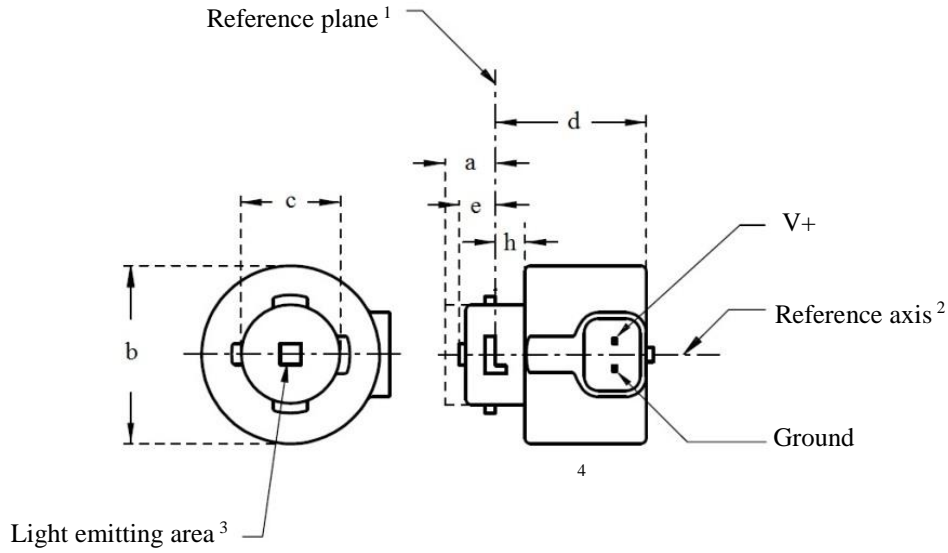 Reference plane 1
d
a
c
e
V+
h
Reference axis 2
b
Ground
4
Light emitting area 3